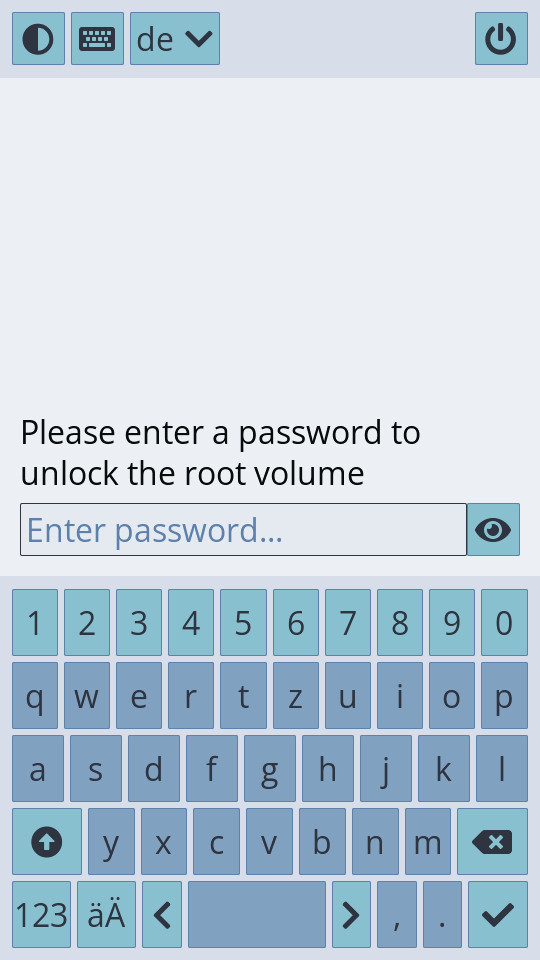 de
Please enter a password to
unlock the root volume
Enter password...
1 2 3 4 5 6 7 8 9 0
q w e r t z u i o p
a s d f g h j k l
y x c v b n m
123 äÄ , .